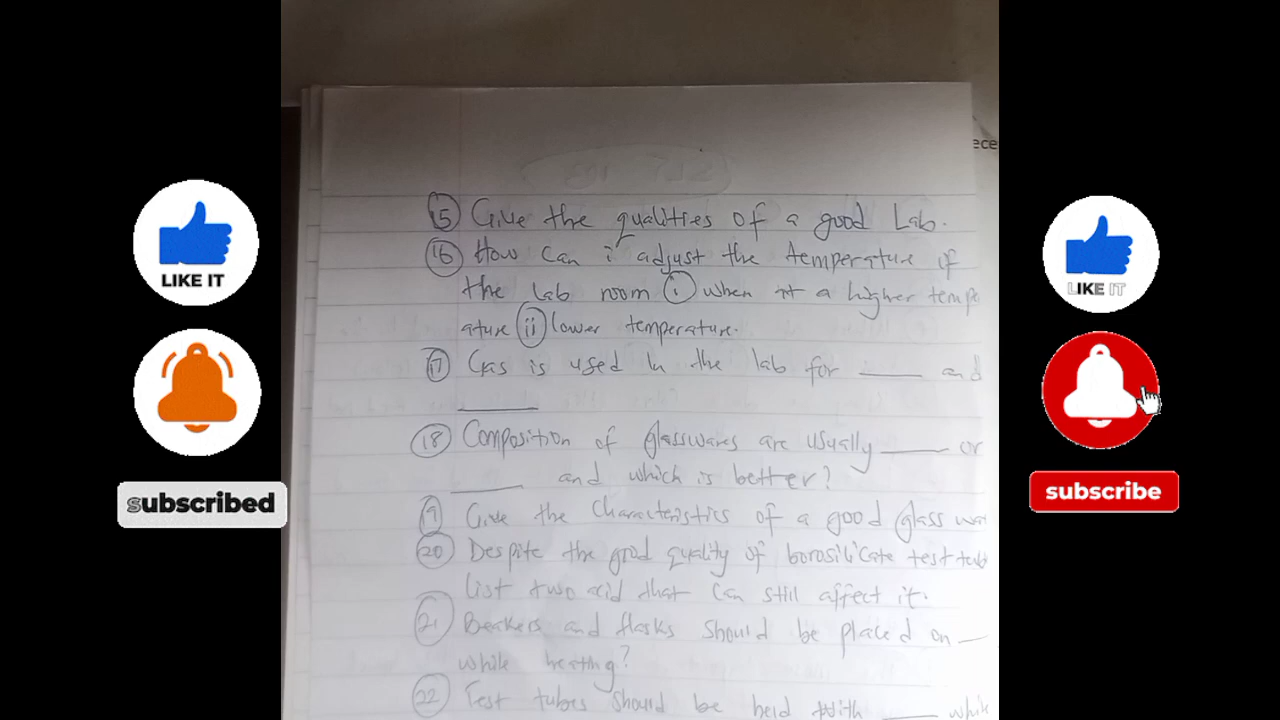 ece
15 Give the qualities of a good Lab.
16 How can i adjust the temperature of
the lab room i when it a higher temper
ature ii lower temperature.
17 Gas is used in the lab for ____ and
____
18 Composition of glasswares are usually ____ or
____ and which is better?
19 Give the characteristics of a good glass
20 Despite the good quality of borosilicate test tub
list two acid that can still affect it.
21 Beakers and flasks should be placed on __
while heating?
22 Test tubes should be held with ____ while
LIKE IT
subscribed
LIKE IT
subscribe